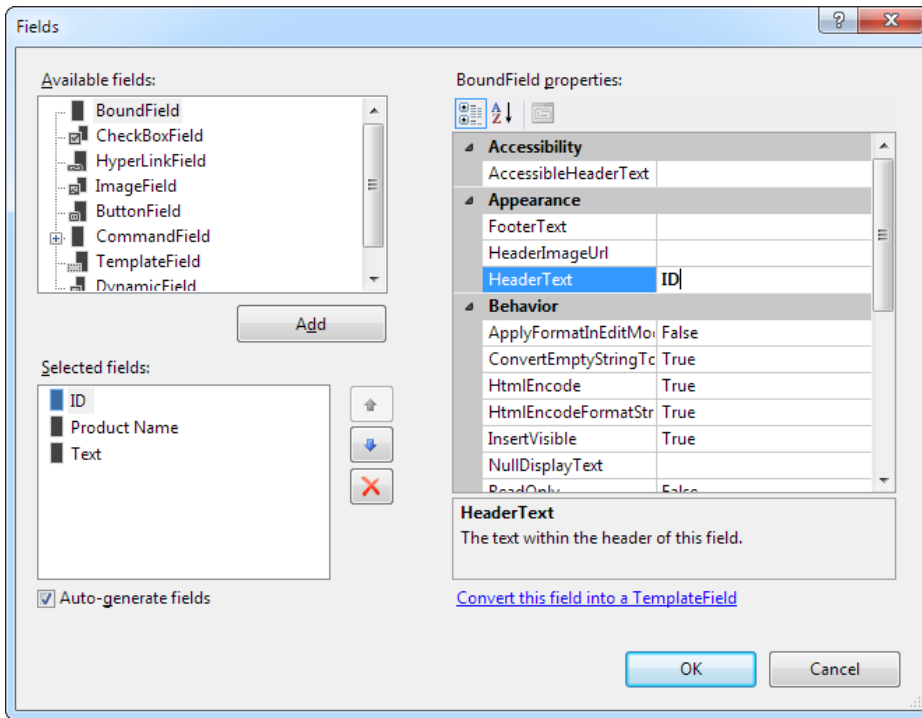 Fields
Available fields:
BoundField
CheckBoxField
HyperLinkField
ImageField
ButtonField
CommandField
TemplateField
DynamicField
Add
Selected fields:
ID
Product Name
Text
Auto-generate fields
BoundField properties:
Accessibility
AccessibleHeaderText
Appearance
FooterText
HeaderImageUrl
HeaderText ID
Behavior
ApplyFormatInEditMo False
ConvertEmptyStringTo True
HtmlEncode True
HtmlEncodeFormatStr True
InsertVisible True
NullDisplayText
ReadOnly False
HeaderText
The text within the header of this field.
Convert this field into a TemplateField
OK
Cancel